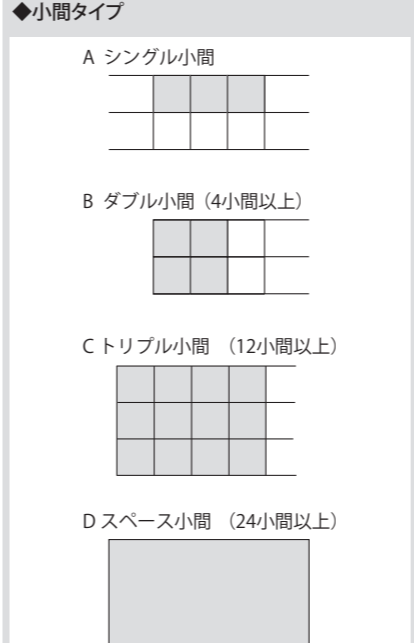 ◆小間タイプ
A シングル小間
B ダブル小間（4小間以上）
C トリプル小間　（12小間以上）
D スペース小間　（24小間以上）